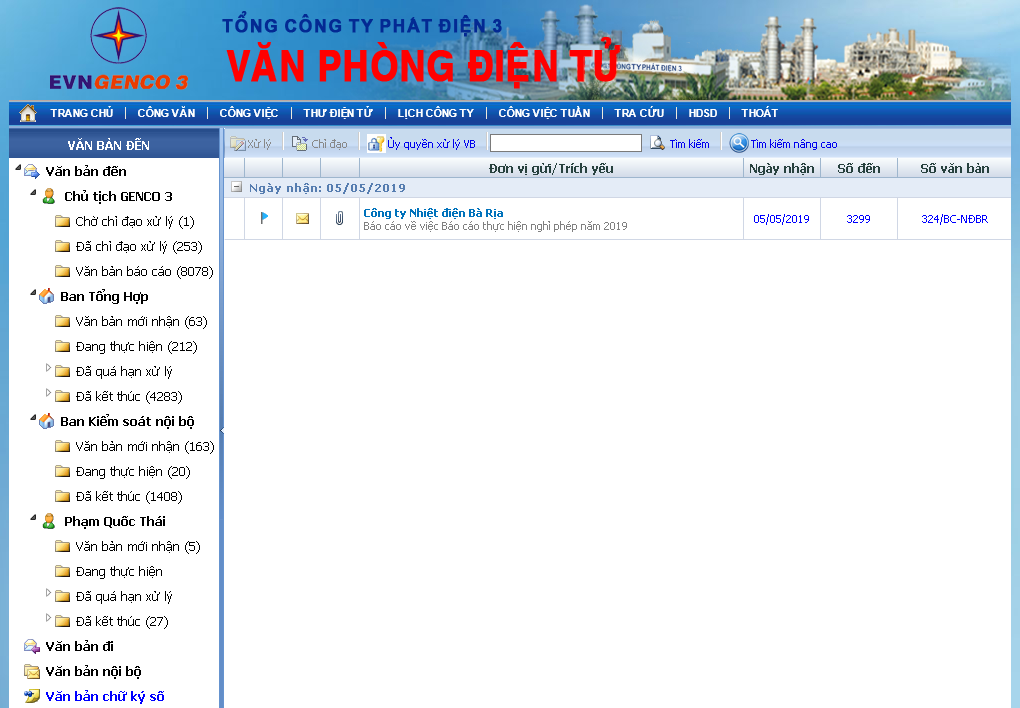 TỔNG CÔNG TY PHÁT ĐIỆN 3
VĂN PHÒNG ĐIỆN TỬ
EVNGENCO 3
TRANG CHỦ | CÔNG VĂN | CÔNG VIỆC | THƯ ĐIỆN TỬ | LỊCH CÔNG TY | CÔNG VIỆC TUẦN | TRA CỨU | HDSD | THOÁT
VĂN BẢN ĐẾN
Xử lý Chỉ đạo Ủy quyền xử lý VB Tìm kiếm Tìm kiếm nâng cao
Đơn vị gửi/Trích yếu Ngày nhận Số đến Số văn bản
Ngày nhận: 05/05/2019
Công ty Nhiệt điện Bà Rịa
Báo cáo về việc Báo cáo thực hiện nghỉ phép năm 2019
05/05/2019 3299 324/BC-NĐBR
Văn bản đến
Chủ tịch GENCO 3
Chờ chỉ đạo xử lý (1)
Đã chỉ đạo xử lý (253)
Văn bản báo cáo (8078)
Ban Tổng Hợp
Văn bản mới nhận (63)
Đang thực hiện (212)
Đã quá hạn xử lý
Đã kết thúc (4283)
Ban Kiểm soát nội bộ
Văn bản mới nhận (163)
Đang thực hiện (20)
Đã kết thúc (1408)
Phạm Quốc Thái
Văn bản mới nhận (5)
Đang thực hiện
Đã quá hạn xử lý
Đã kết thúc (27)
Văn bản đi
Văn bản nội bộ
Văn bản chữ ký số